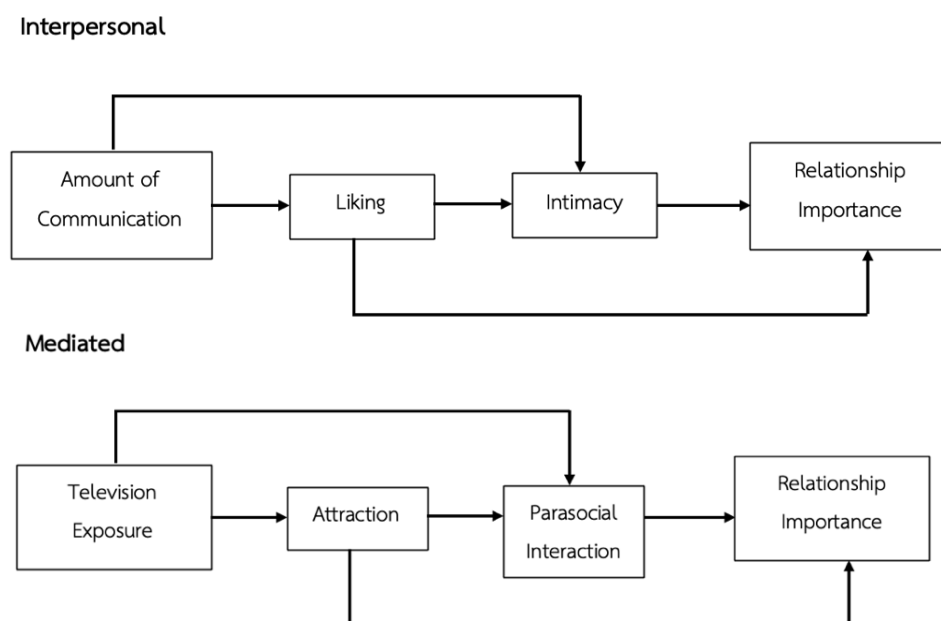 Interpersonal
Amount of
Communication
Liking
Intimacy
Relationship
Importance
Mediated
Television
Exposure
Attraction
Parasocial
Interaction
Relationship
Importance